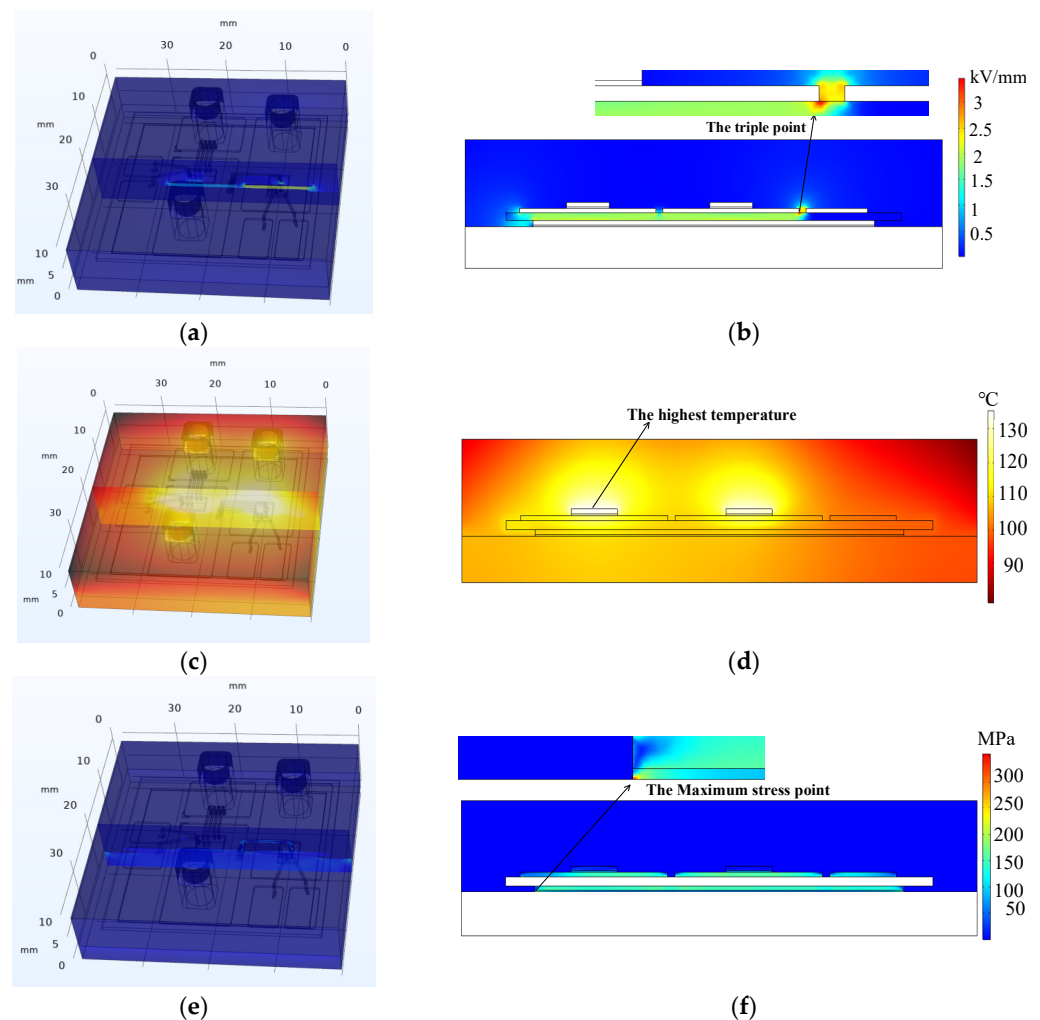 mm
30
20
10
0
0
10
mm
20
30
10
5
mm
0
(a)
kV/mm
3
2.5
2
1.5
1
0.5
The triple point
(b)
mm
30
20
10
0
0
10
20
mm
30
10
5
mm
0
(c)
°C
130
120
110
100
90
The highest temperature
(d)
mm
30
20
10
0
0
10
mm
20
30
10
5
mm
0
(e)
MPa
300
250
200
150
100
50
The Maximum stress point
(f)